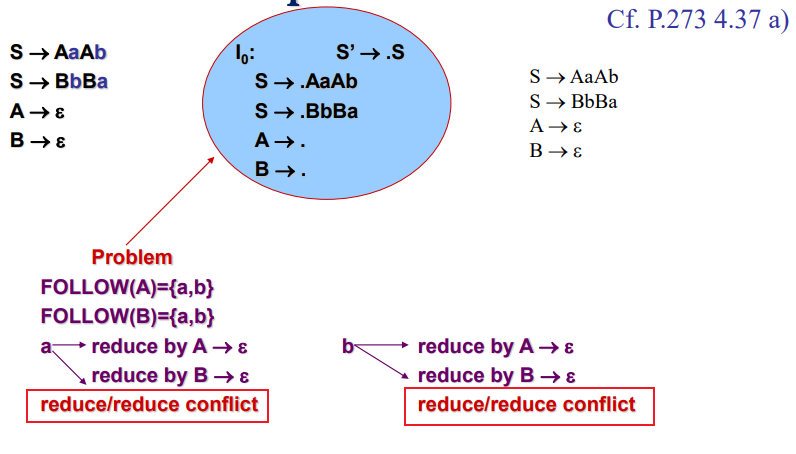 Cf. P.273 4.37 a)
S → AaAb
S → BbBa
A → ε
B → ε
I₀: S’ → .S
S → .AaAb
S → .BbBa
A → .
B → .
S → AaAb
S → BbBa
A → ε
B → ε
Problem
FOLLOW(A)={a,b}
FOLLOW(B)={a,b}
a → reduce by A → ε
reduce by B → ε
reduce/reduce conflict
b → reduce by A → ε
reduce by B → ε
reduce/reduce conflict